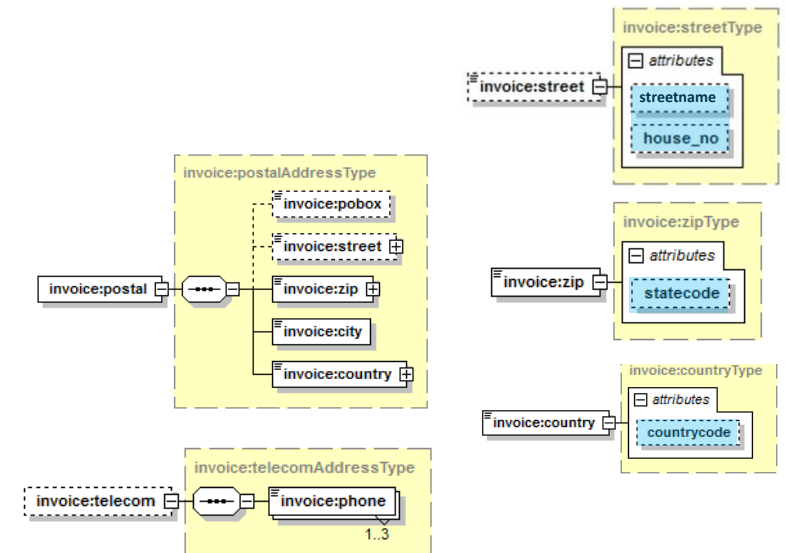 invoice:streetType
attributes
invoice:street
streetname
house_no
invoice:postalAddressType
invoice:pobox
invoice:street
invoice:postal
invoice:zip
invoice:city
invoice:country
invoice:zipType
attributes
invoice:zip
statecode
invoice:countryType
attributes
invoice:country
countrycode
invoice:telecomAddressType
invoice:telecom
invoice:phone
1..3